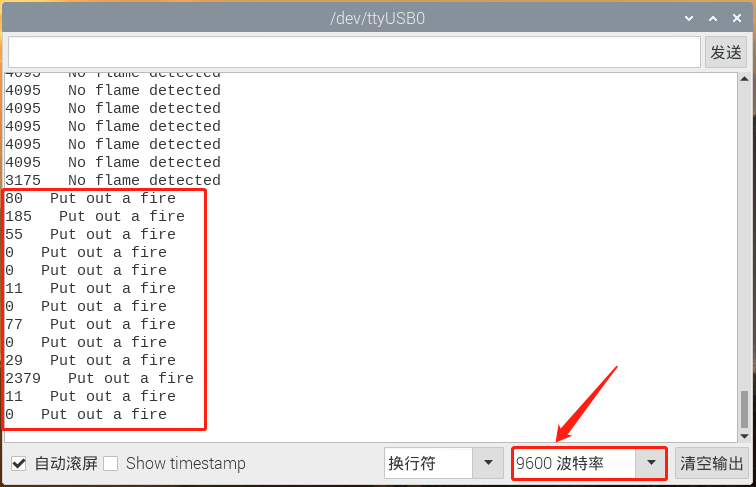 /dev/ttyUSB0
发送
4095   No flame detected
4095   No flame detected
4095   No flame detected
4095   No flame detected
4095   No flame detected
4095   No flame detected
3175   No flame detected
80   Put out a fire
185   Put out a fire
55   Put out a fire
0   Put out a fire
0   Put out a fire
11   Put out a fire
0   Put out a fire
77   Put out a fire
0   Put out a fire
29   Put out a fire
2379   Put out a fire
11   Put out a fire
0   Put out a fire
自动滚屏 Show timestamp 换行符 9600 波特率 清空输出